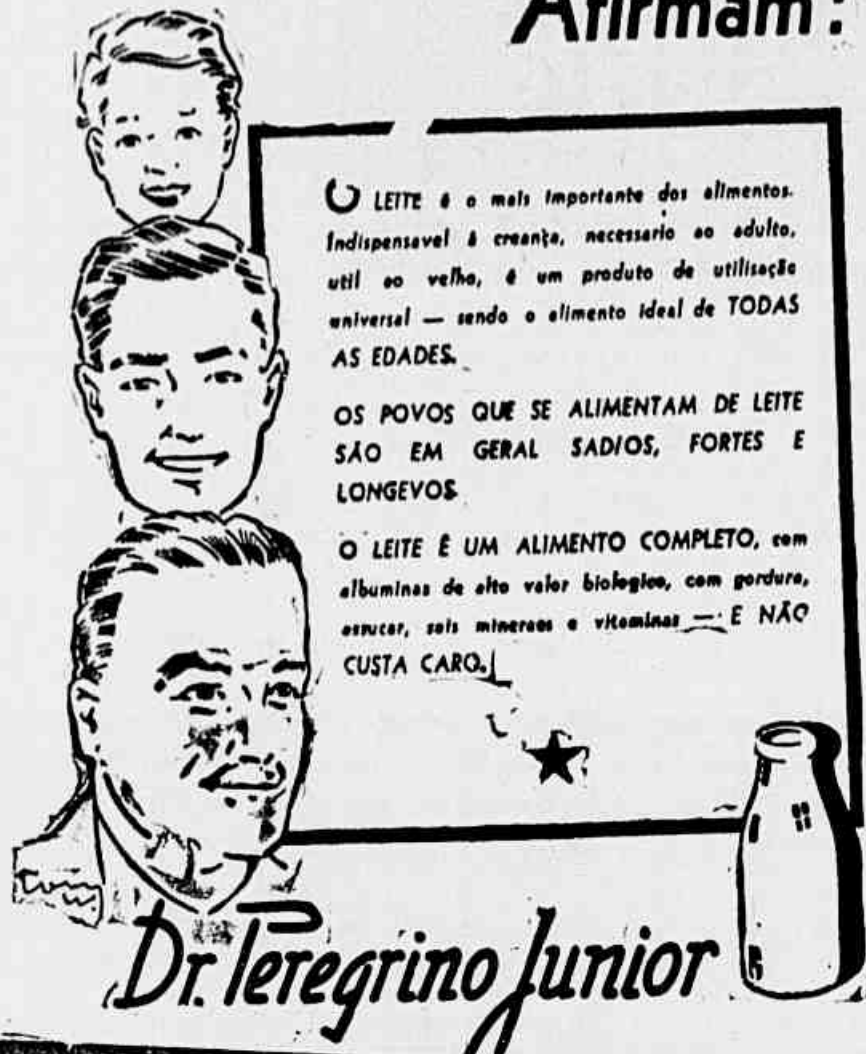 Afirmam:
O LEITE é o mais importante dos alimentos.
Indispensavel á creança, necessario ao adulto,
util ao velho, é um produto de utilisação
universal — sendo o alimento ideal de TODAS
AS EDADES.
OS POVOS QUE SE ALIMENTAM DE LEITE
SÃO EM GERAL SADIOS, FORTES E
LONGEVOS
O LEITE É UM ALIMENTO COMPLETO, com
albuminas de alto valor biologico, com gordura,
assucar, sais mineraes e vitaminas — E NÃO
CUSTA CARO.
Dr. Peregrino Junior